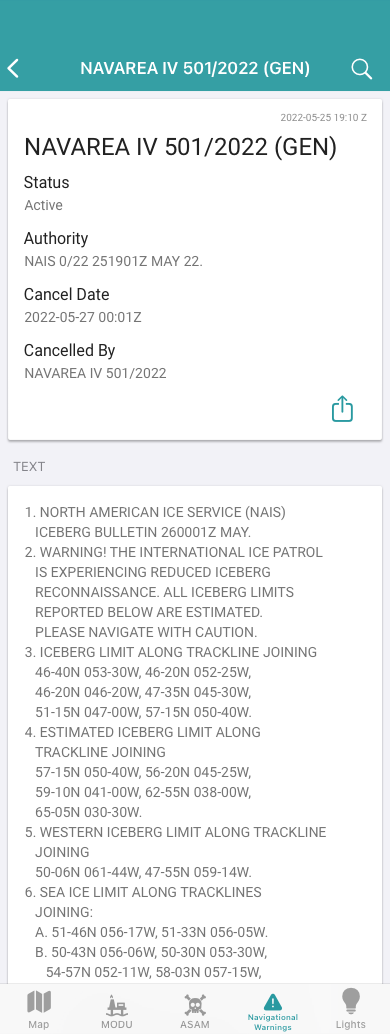 NAVAREA IV 501/2022 (GEN)
2022-05-25 19:10 Z
NAVAREA IV 501/2022 (GEN)
Status
Active
Authority
NAIS 0/22 251901Z MAY 22.
Cancel Date
2022-05-27 00:01Z
Cancelled By
NAVAREA IV 501/2022
TEXT
1. NORTH AMERICAN ICE SERVICE (NAIS)
ICEBERG BULLETIN 260001Z MAY.
2. WARNING! THE INTERNATIONAL ICE PATROL
IS EXPERIENCING REDUCED ICEBERG
RECONNAISSANCE. ALL ICEBERG LIMITS
REPORTED BELOW ARE ESTIMATED.
PLEASE NAVIGATE WITH CAUTION.
3. ICEBERG LIMIT ALONG TRACKLINE JOINING
46-40N 053-30W, 46-20N 052-25W,
46-20N 046-20W, 47-35N 045-30W,
51-15N 047-00W, 57-15N 050-40W.
4. ESTIMATED ICEBERG LIMIT ALONG
TRACKLINE JOINING
57-15N 050-40W, 56-20N 045-25W,
59-10N 041-00W, 62-55N 038-00W,
65-05N 030-30W.
5. WESTERN ICEBERG LIMIT ALONG TRACKLINE
JOINING
50-06N 061-44W, 47-55N 059-14W.
6. SEA ICE LIMIT ALONG TRACKLINES
JOINING:
A. 51-46N 056-17W, 51-33N 056-05W.
B. 50-43N 056-06W, 50-30N 053-30W,
54-57N 052-11W, 58-03N 057-15W,
Map
MODU
ASAM
Navigational
Warnings
Lights